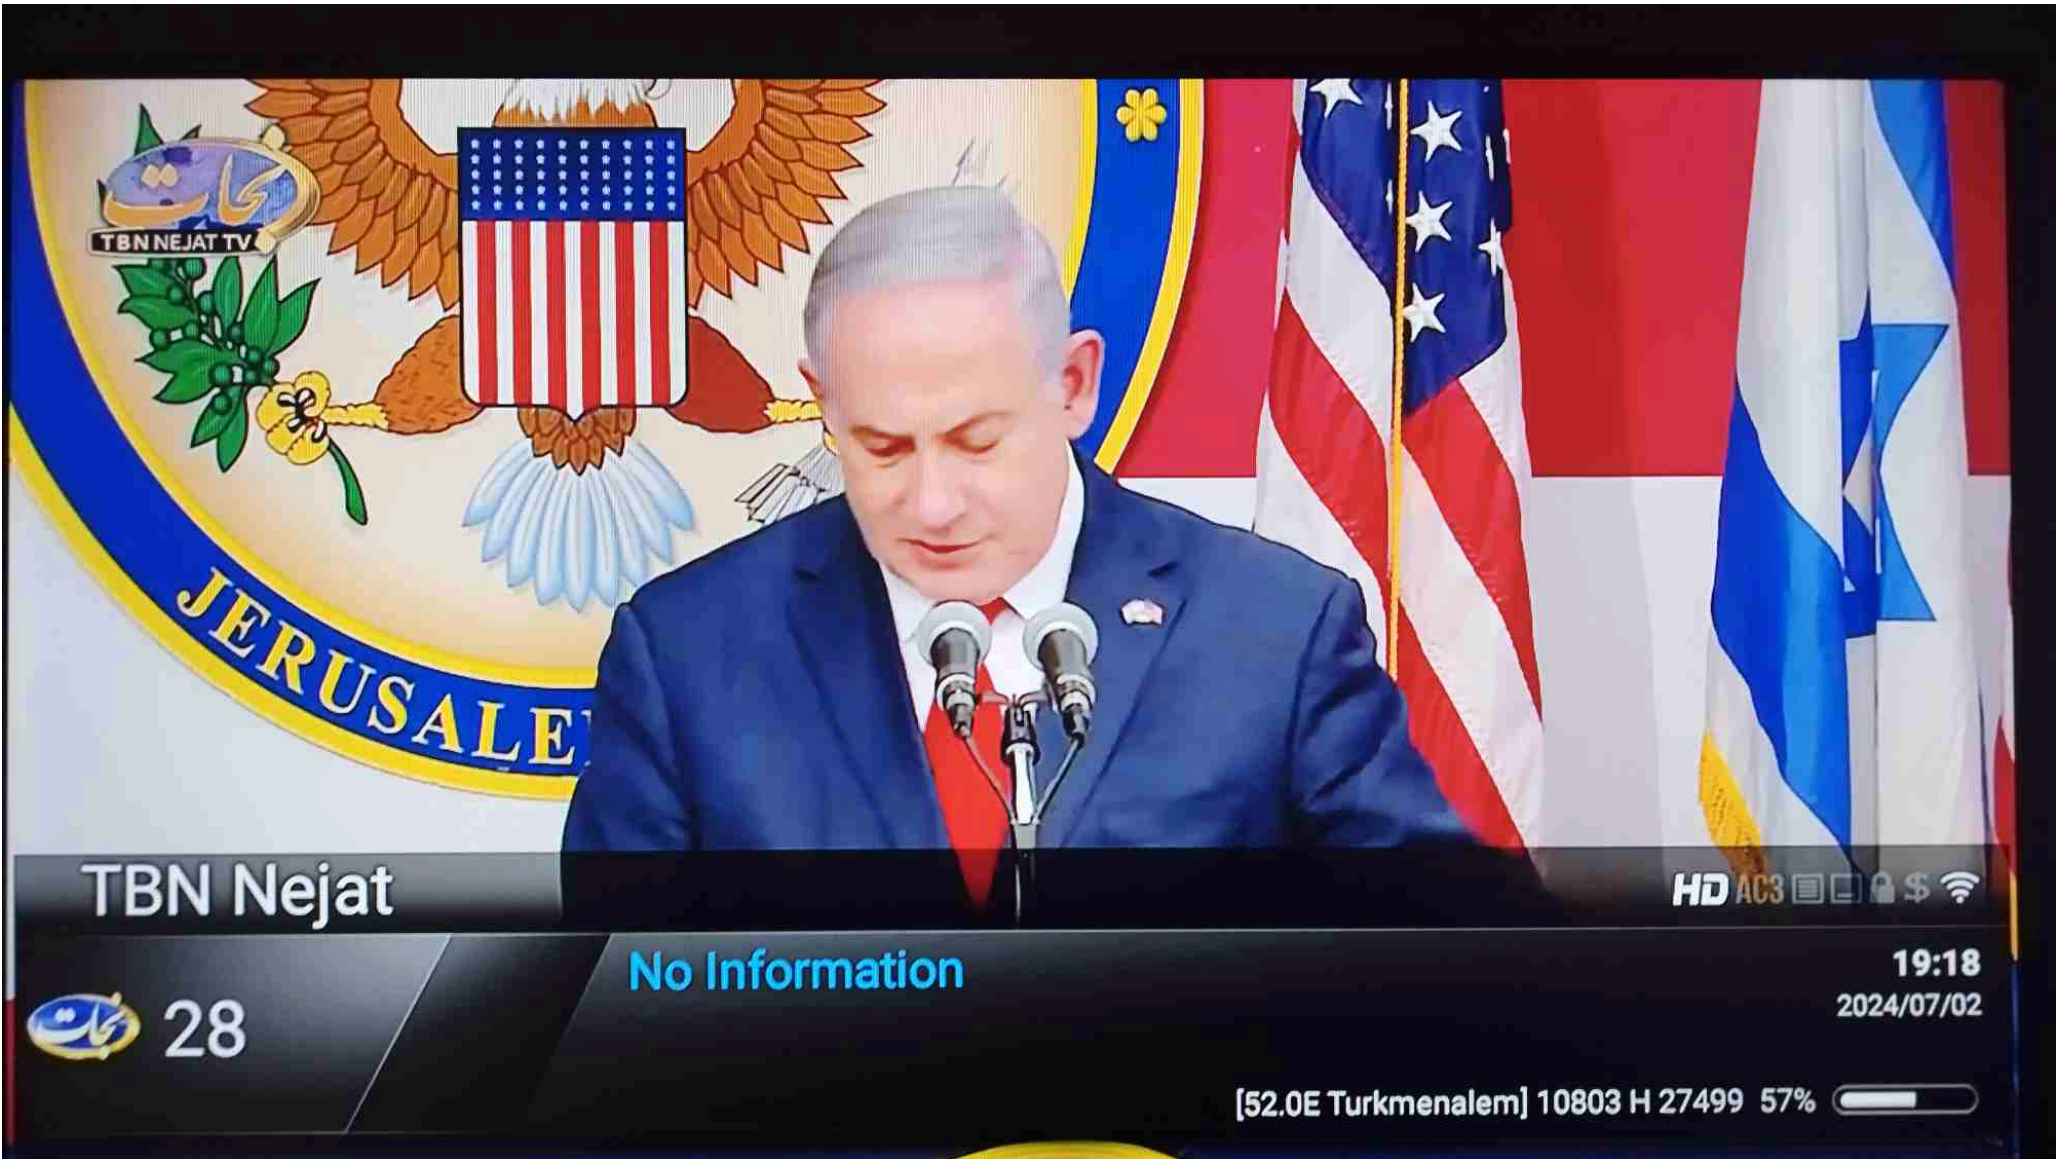 نجات
TBN NEJAT TV
JERUSALE
TBN Nejat
HD AC3 $
نجات
28
No Information
19:18
2024/07/02
[52.0E Turkmenalem] 10803 H 27499 57%